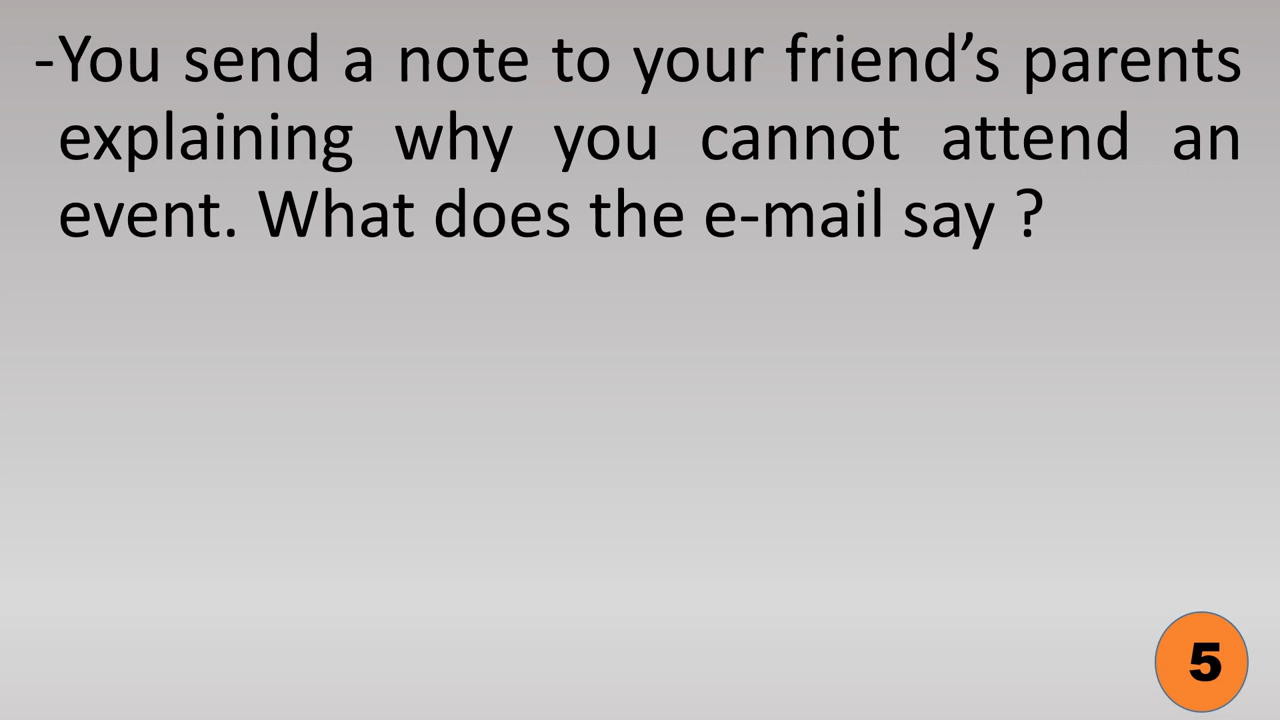 -You send a note to your friend’s parents
explaining why you cannot attend an
event. What does the e-mail say ?
5